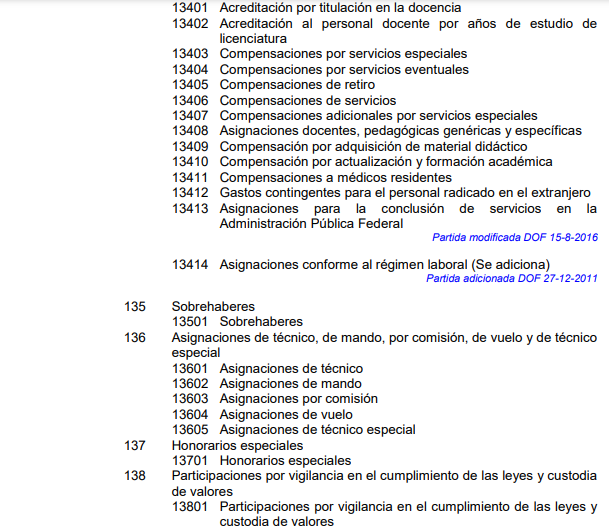 13401 Acreditación por titulación en la docencia
13402 Acreditación al personal docente por años de estudio de
licenciatura
13403 Compensaciones por servicios especiales
13404 Compensaciones por servicios eventuales
13405 Compensaciones de retiro
13406 Compensaciones de servicios
13407 Compensaciones adicionales por servicios especiales
13408 Asignaciones docentes, pedagógicas genéricas y específicas
13409 Compensación por adquisición de material didáctico
13410 Compensación por actualización y formación académica
13411 Compensaciones a médicos residentes
13412 Gastos contingentes para el personal radicado en el extranjero
13413 Asignaciones para la conclusión de servicios en la
Administración Pública Federal
Partida modificada DOF 15-8-2016
13414 Asignaciones conforme al régimen laboral (Se adiciona)
Partida adicionada DOF 27-12-2011
135 Sobrehaberes
13501 Sobrehaberes
136 Asignaciones de técnico, de mando, por comisión, de vuelo y de técnico
especial
13601 Asignaciones de técnico
13602 Asignaciones de mando
13603 Asignaciones por comisión
13604 Asignaciones de vuelo
13605 Asignaciones de técnico especial
137 Honorarios especiales
13701 Honorarios especiales
138 Participaciones por vigilancia en el cumplimiento de las leyes y custodia
de valores
13801 Participaciones por vigilancia en el cumplimiento de las leyes y
custodia de valores